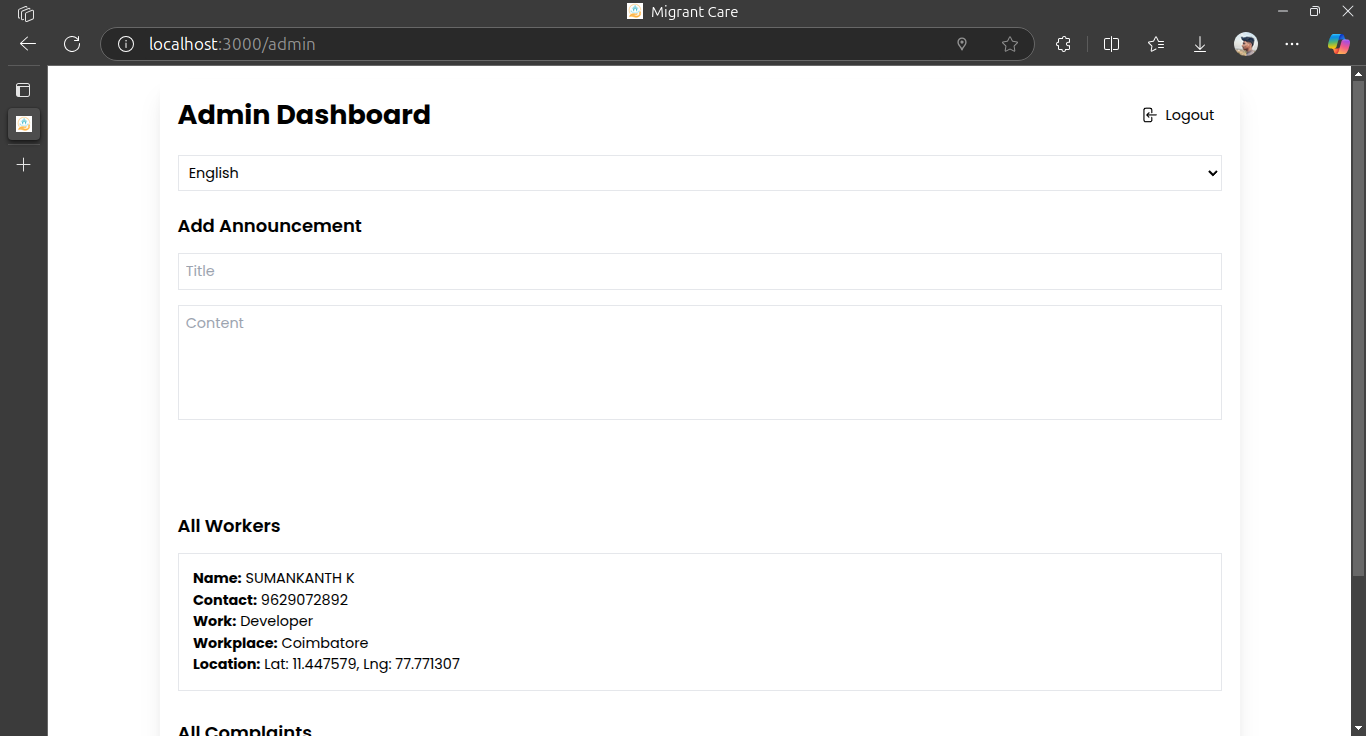 Migrant Care
localhost:3000/admin
Admin Dashboard
Logout
English
Add Announcement
Title
Content
All Workers
Name: SUMANKANTH K
Contact: 9629072892
Work: Developer
Workplace: Coimbatore
Location: Lat: 11.447579, Lng: 77.771307
All Complaints